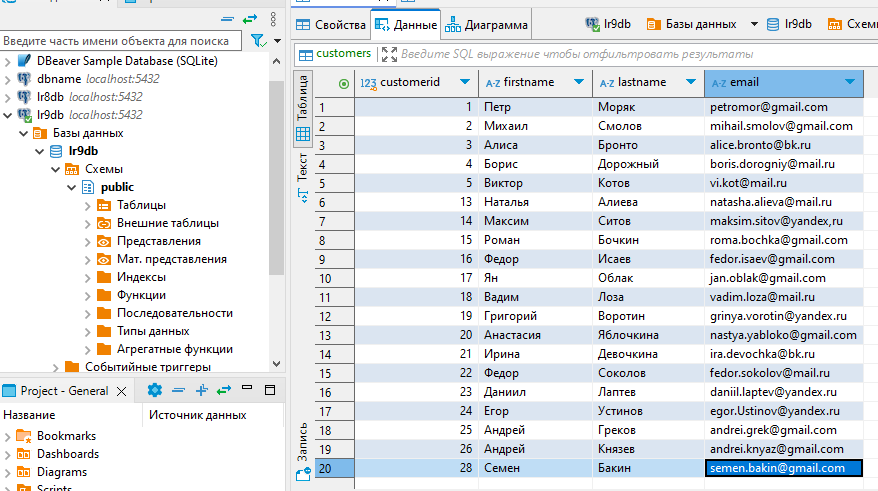 Введите часть имени объекта для поиска
DBeaver Sample Database (SQLite)
dbname localhost:5432
lr8db localhost:5432
lr9db localhost:5432
Базы данных
lr9db
Схемы
public
Таблицы
Внешние таблицы
Представления
Мат. представления
Индексы
Функции
Последовательности
Типы данных
Агрегатные функции
Событийные триггеры
Project - General
Название Источник данных
Bookmarks
Dashboards
Diagrams
Scripts
Свойства Данные Диаграмма lr9db Базы данных lr9db Схемы
customers Введите SQL выражение чтобы отфильтровать результаты
Таблица
Текст
Запись
123 customerid A-Z firstname A-Z lastname A-Z email
1 1 Петр Моряк petromor@gmail.com
2 2 Михаил Смолов mihail.smolov@gmail.com
3 3 Алиса Бронто alice.bronto@bk.ru
4 4 Борис Дорожный boris.dorogniy@mail.ru
5 5 Виктор Котов vi.kot@mail.ru
6 13 Наталья Алиева natasha.alieva@mail.ru
7 14 Максим Ситов maksim.sitov@yandex,ru
8 15 Роман Бочкин roma.bochka@gmail.com
9 16 Федор Исаев fedor.isaev@gmail.com
10 17 Ян Облак jan.oblak@gmail.com
11 18 Вадим Лоза vadim.loza@mail.ru
12 19 Григорий Воротин grinya.vorotin@yandex.ru
13 20 Анастасия Яблочкина nastya.yabloko@gmail.com
14 21 Ирина Девочкина ira.devochka@bk.ru
15 22 Федор Соколов fedor.sokolov@mail.ru
16 23 Даниил Лаптев daniil.laptev@yandex.ru
17 24 Егор Устинов egor.Ustinov@yandex.ru
18 25 Андрей Греков andrei.grek@gmail.com
19 26 Андрей Князев andrei.knyaz@gmail.com
20 28 Семен Бакин semen.bakin@gmail.com